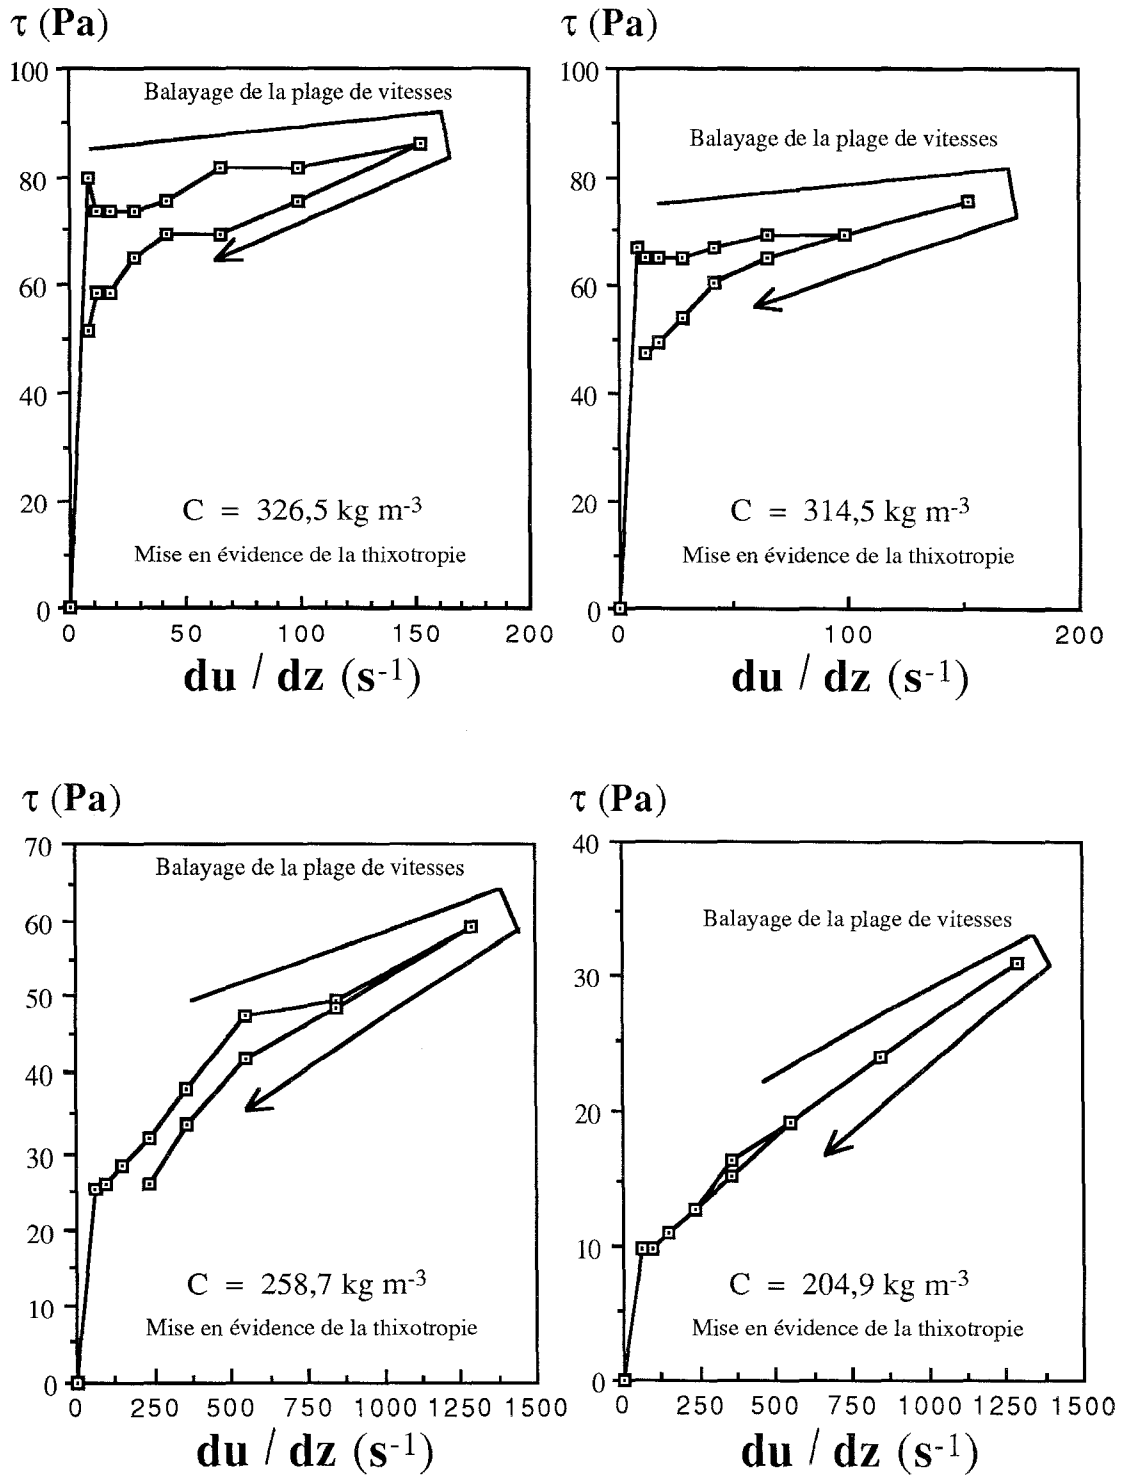 τ (Pa)
100
80
60
40
20
0
Balayage de la plage de vitesses
C = 326,5 kg m-3
Mise en évidence de la thixotropie
0 50 100 150 200
du / dz (s-1)
τ (Pa)
100
80
60
40
20
0
Balayage de la plage de vitesses
C = 314,5 kg m-3
Mise en évidence de la thixotropie
0 100 200
du / dz (s-1)
τ (Pa)
70
60
50
40
30
20
10
0
Balayage de la plage de vitesses
C = 258,7 kg m-3
Mise en évidence de la thixotropie
0 250 500 750 1000 1250 1500
du / dz (s-1)
τ (Pa)
40
30
20
10
0
Balayage de la plage de vitesses
C = 204,9 kg m-3
Mise en évidence de la thixotropie
0 250 500 750 1000 1250 1500
du / dz (s-1)